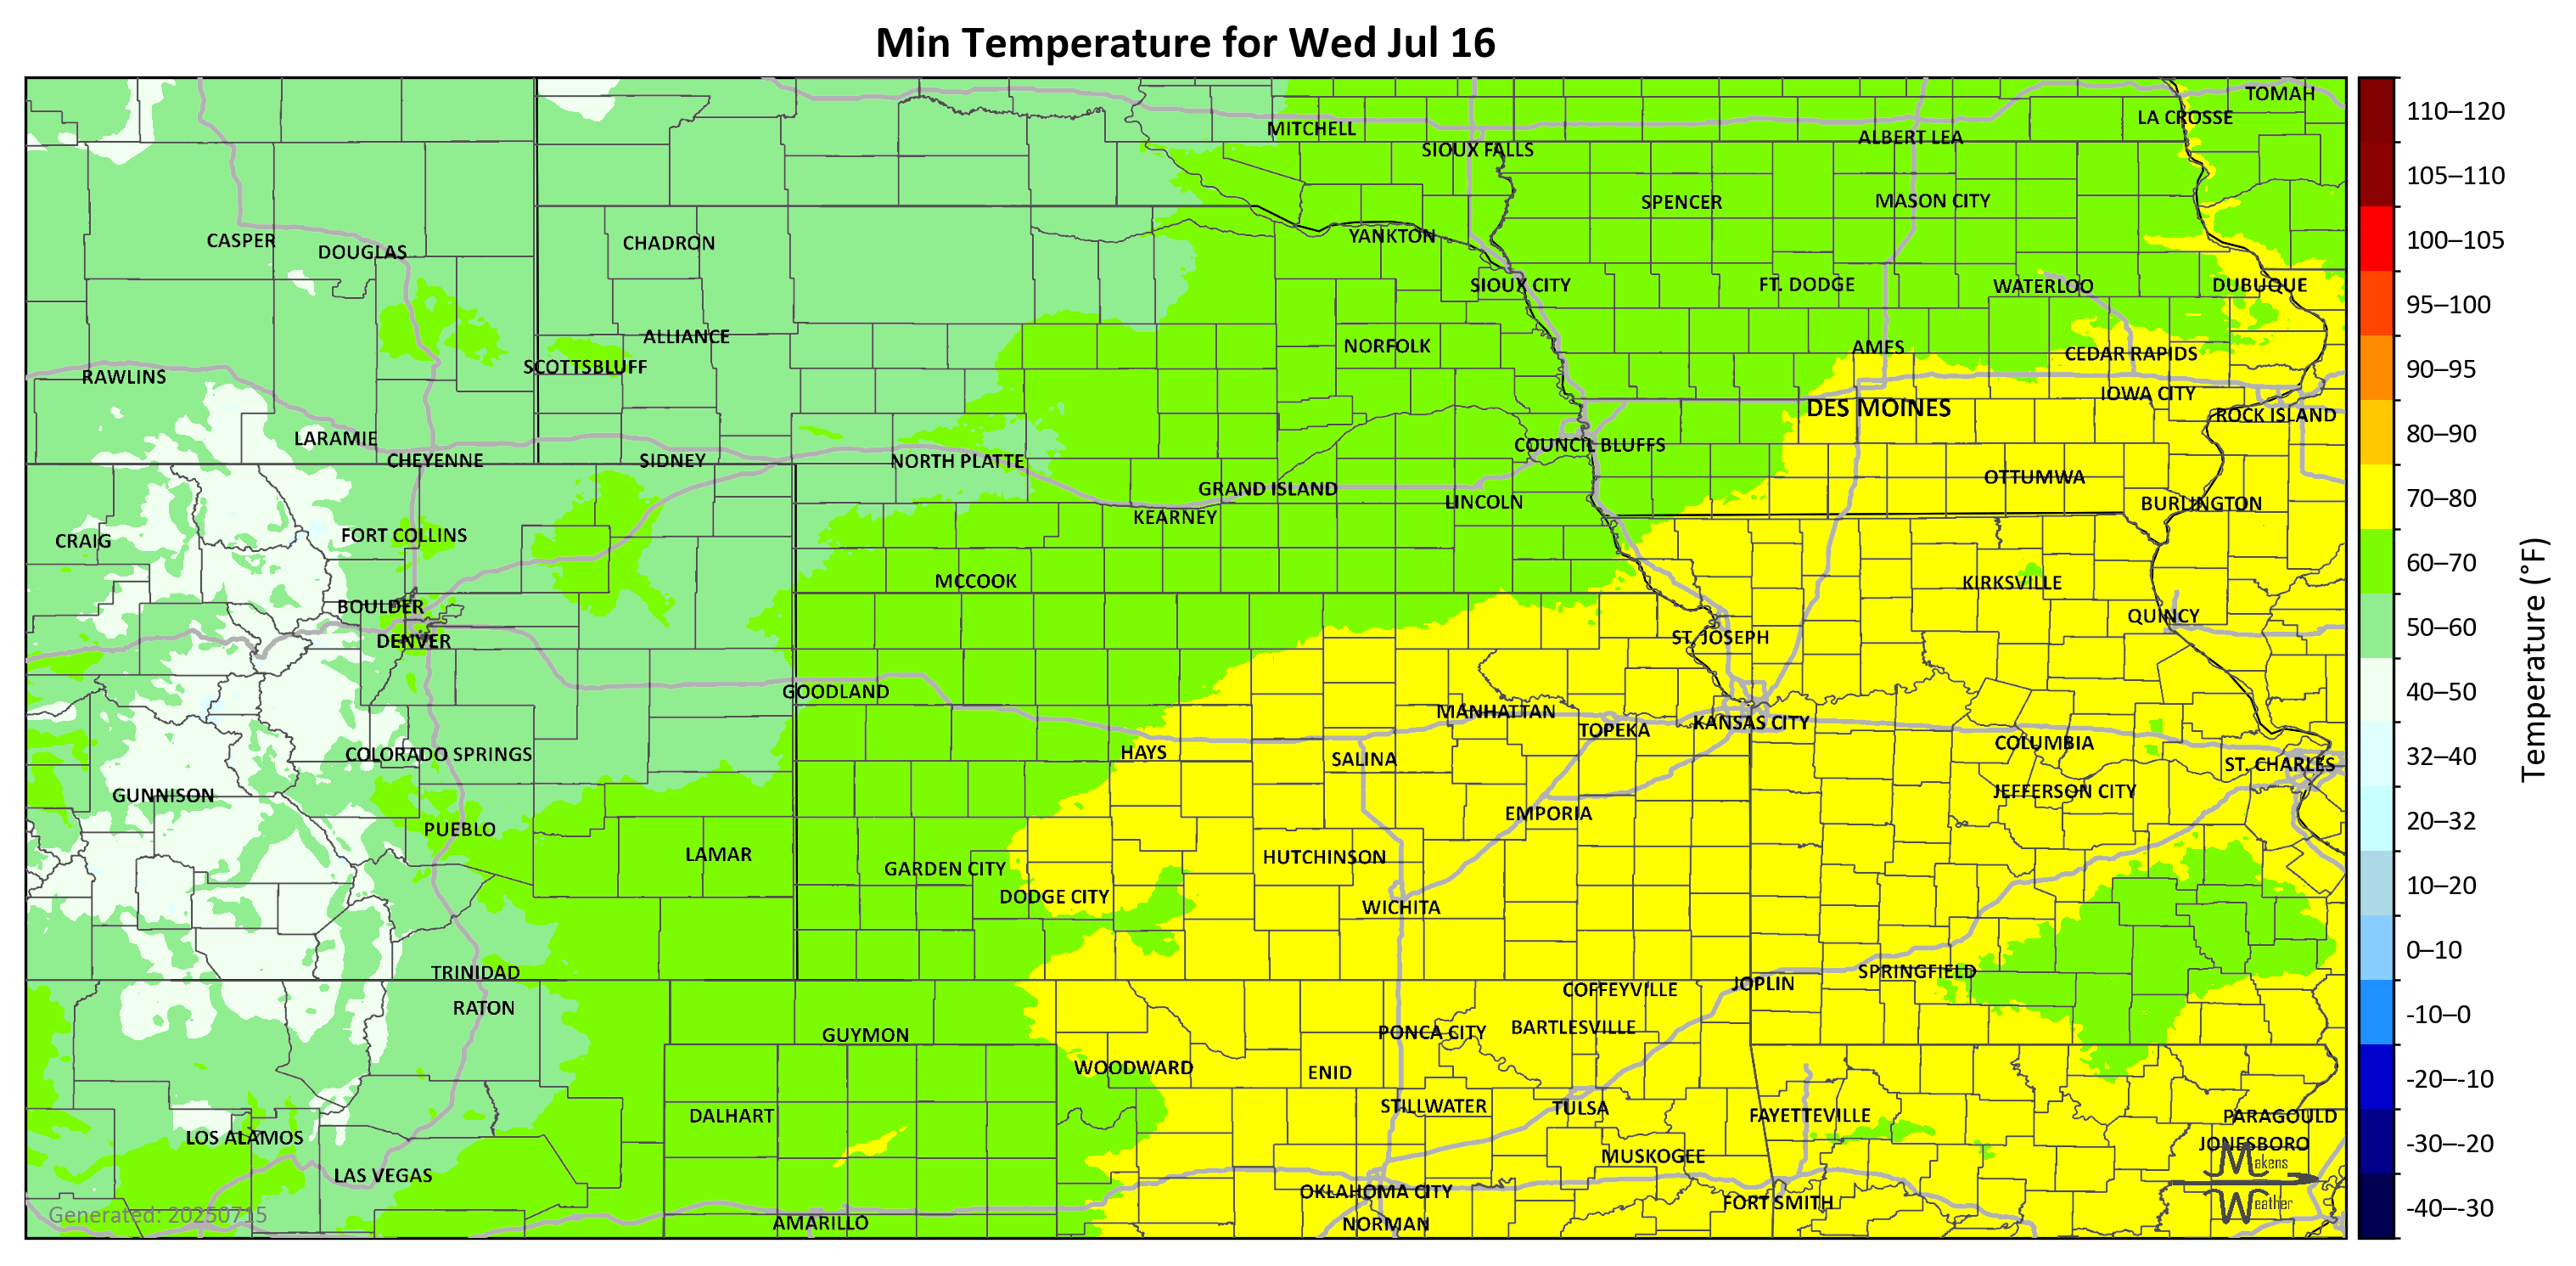 Min Temperature for Wed Jul 16
TOMAH
LA CROSSE
MITCHELL
ALBERT LEA
SIOUX FALLS
SPENCER
MASON CITY
CASPER
DOUGLAS
CHADRON
YANKTON
SIOUX CITY
FT. DODGE
WATERLOO
DUBUQUE
ALLIANCE
NORFOLK
AMES
CEDAR RAPIDS
SCOTTSBLUFF
RAWLINS
IOWA CITY
DES MOINES
ROCK ISLAND
LARAMIE
COUNCIL BLUFFS
CHEYENNE
SIDNEY
NORTH PLATTE
OTTUMWA
GRAND ISLAND
LINCOLN
BURLINGTON
KEARNEY
CRAIG
FORT COLLINS
MCCOOK
KIRKSVILLE
BOULDER
QUINCY
DENVER
ST. JOSEPH
GOODLAND
MANHATTAN
TOPEKA
KANSAS CITY
COLORADO SPRINGS
HAYS
SALINA
COLUMBIA
ST. CHARLES
GUNNISON
JEFFERSON CITY
EMPORIA
PUEBLO
LAMAR
HUTCHINSON
GARDEN CITY
DODGE CITY
WICHITA
TRINIDAD
SPRINGFIELD
JOPLIN
COFFEYVILLE
RATON
GUYMON
PONCA CITY
BARTLESVILLE
WOODWARD
ENID
STILLWATER
TULSA
DALHART
FAYETTEVILLE
PARAGOULD
LOS ALAMOS
JONESBORO
MUSKOGEE
LAS VEGAS
OKLAHOMA CITY
FORT SMITH
AMARILLO
NORMAN
Makens
Weather
Generated: 20250715
110–120
105–110
100–105
95–100
90–95
80–90
70–80
60–70
50–60
40–50
32–40
20–32
10–20
0–10
-10–0
-20–-10
-30–-20
-40–-30
Temperature (°F)